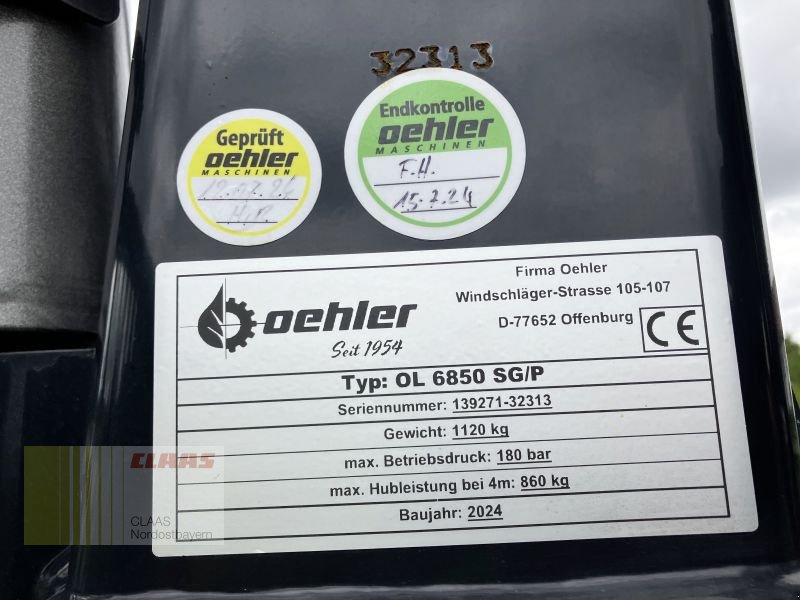 32313
Geprüft
oehler
MASCHINEN
Endkontrolle
oehler
MASCHINEN
F.H.
15.7.24
oehler
Seit 1954
Firma Oehler
Windschläger-Strasse 105-107
D-77652 Offenburg
CE
Typ: OL 6850 SG/P
Seriennummer: 139271-32313
Gewicht: 1120 kg
max. Betriebsdruck: 180 bar
max. Hubleistung bei 4m: 860 kg
Baujahr: 2024
CLAAS
CLAAS
Nordostbayern